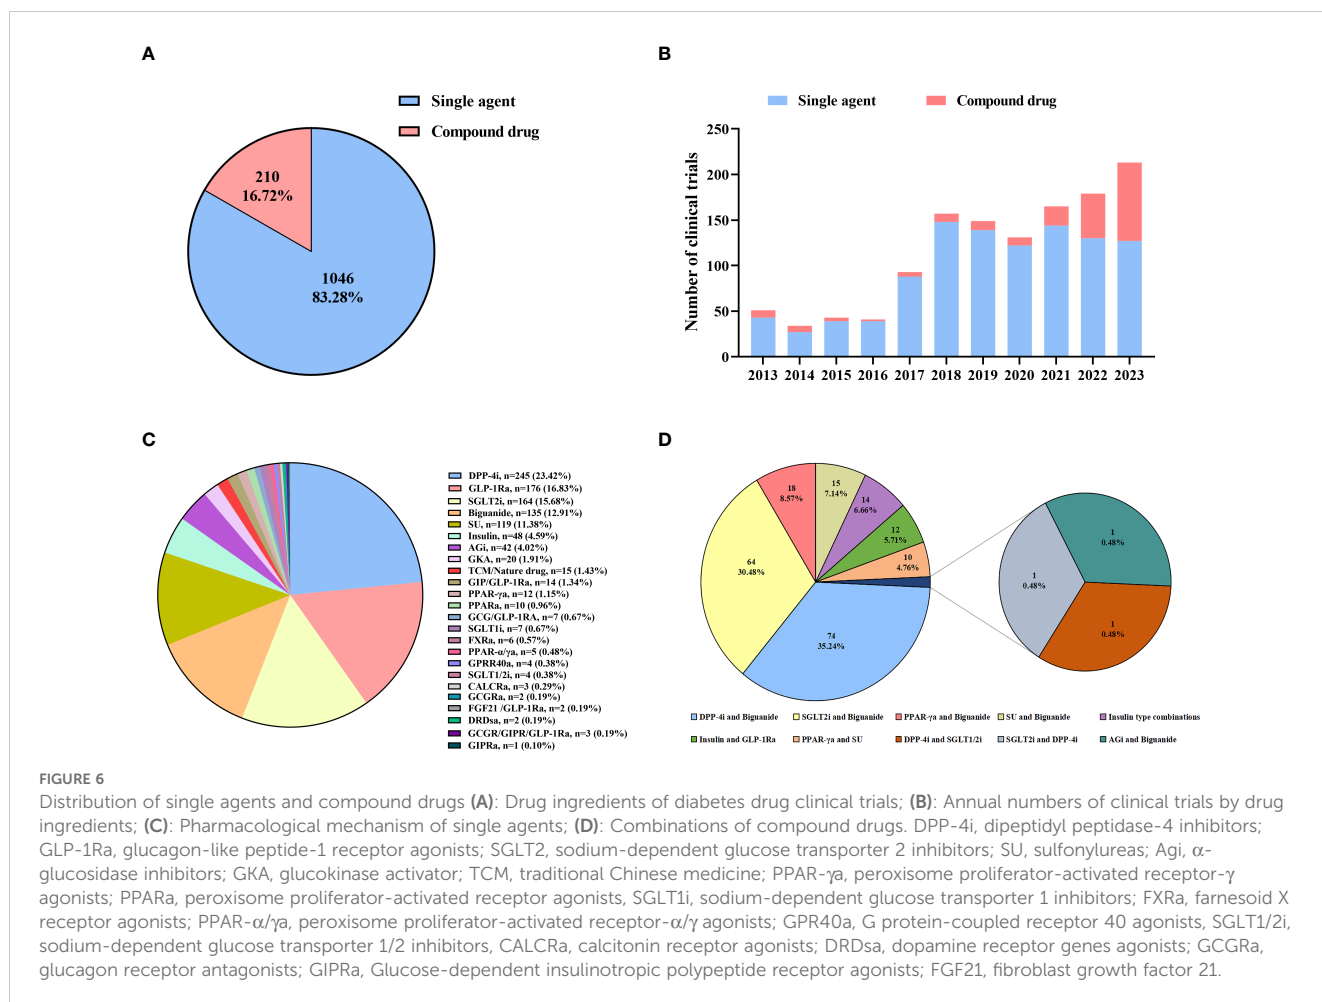 A
Single agent
Compound drug
210
16.72%
1046
83.28%
B
Single agent
Compound drug
Number of clinical trials
250
200
150
100
50
0
2013 2014 2015 2016 2017 2018 2019 2020 2021 2022 2023
C
DPP-4i, n=245 (23.42%)
GLP-1Ra, n=176 (16.83%)
SGLT2i, n=164 (15.68%)
Biguanide, n=135 (12.91%)
SU, n=119 (11.38%)
Insulin, n=48 (4.59%)
AGi, n=42 (4.02%)
GKA, n=20 (1.91%)
TCM/Nature drug, n=15 (1.43%)
GIP/GLP-1Ra, n=14 (1.34%)
PPAR-γa, n=12 (1.15%)
PPARa, n=10 (0.96%)
GCG/GLP-1RA, n=7 (0.67%)
SGLT1i, n=7 (0.67%)
FXRa, n=6 (0.57%)
PPAR-α/γa, n=5 (0.48%)
GPRR40a, n=4 (0.38%)
SGLT1/2i, n=4 (0.38%)
CALCRa, n=3 (0.29%)
GCGRa, n=2 (0.19%)
FGF21 /GLP-1Ra, n=2 (0.19%)
DRDsa, n=2 (0.19%)
GCGR/GIPR/GLP-1Ra, n=3 (0.19%)
GIPRa, n=1 (0.10%)
D
18
8.57%
15
7.14%
14
6.66%
12
5.71%
10
4.76%
64
30.48%
74
35.24%
1
0.48%
1
0.48%
1
0.48%
DPP-4i and Biguanide SGLT2i and Biguanide PPAR-γa and Biguanide SU and Biguanide Insulin type combinations
Insulin and GLP-1Ra PPAR-γa and SU DPP-4i and SGLT1/2i SGLT2i and DPP-4i AGi and Biguanide
FIGURE 6
Distribution of single agents and compound drugs (A): Drug ingredients of diabetes drug clinical trials; (B): Annual numbers of clinical trials by drug
ingredients; (C): Pharmacological mechanism of single agents; (D): Combinations of compound drugs. DPP-4i, dipeptidyl peptidase-4 inhibitors;
GLP-1Ra, glucagon-like peptide-1 receptor agonists; SGLT2, sodium-dependent glucose transporter 2 inhibitors; SU, sulfonylureas; Agi, α-
glucosidase inhibitors; GKA, glucokinase activator; TCM, traditional Chinese medicine; PPAR-γa, peroxisome proliferator-activated receptor-γ
agonists; PPARa, peroxisome proliferator-activated receptor agonists, SGLT1i, sodium-dependent glucose transporter 1 inhibitors; FXRa, farnesoid X
receptor agonists; PPAR-α/γa, peroxisome proliferator-activated receptor-α/γ agonists; GPR40a, G protein-coupled receptor 40 agonists, SGLT1/2i,
sodium-dependent glucose transporter 1/2 inhibitors, CALCRa, calcitonin receptor agonists; DRDsa, dopamine receptor genes agonists; GCGRa,
glucagon receptor antagonists; GIPRa, Glucose-dependent insulinotropic polypeptide receptor agonists; FGF21, fibroblast growth factor 21.